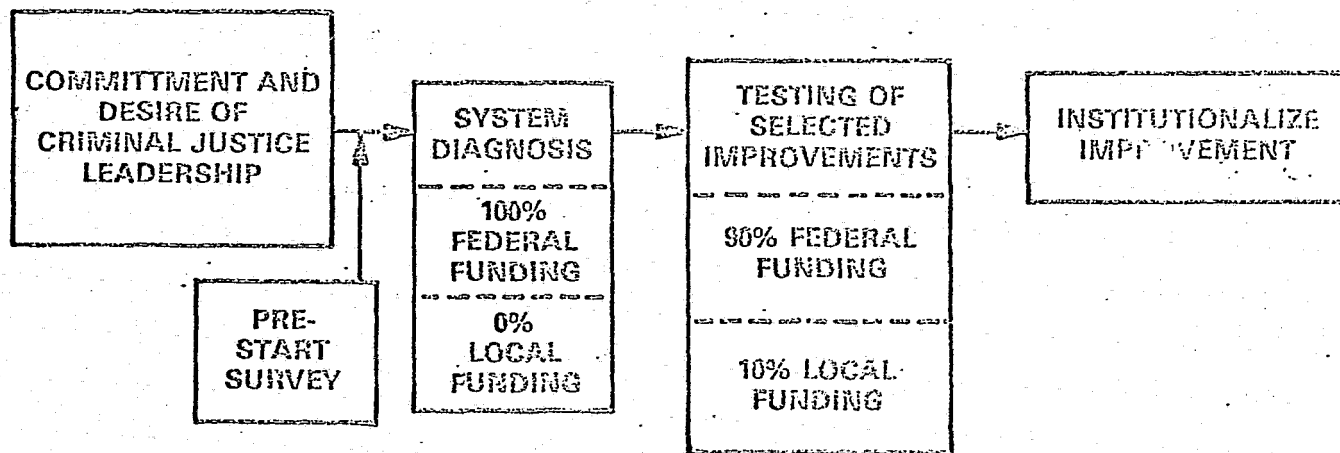 COMMITTMENT AND
DESIRE OF
CRIMINAL JUSTICE
LEADERSHIP
PRE-
START
SURVEY
SYSTEM
DIAGNOSIS
100%
FEDERAL
FUNDING
0%
LOCAL
FUNDING
TESTING OF
SELECTED
IMPROVEMENTS
90% FEDERAL
FUNDING
10% LOCAL
FUNDING
INSTITUTIONALIZE